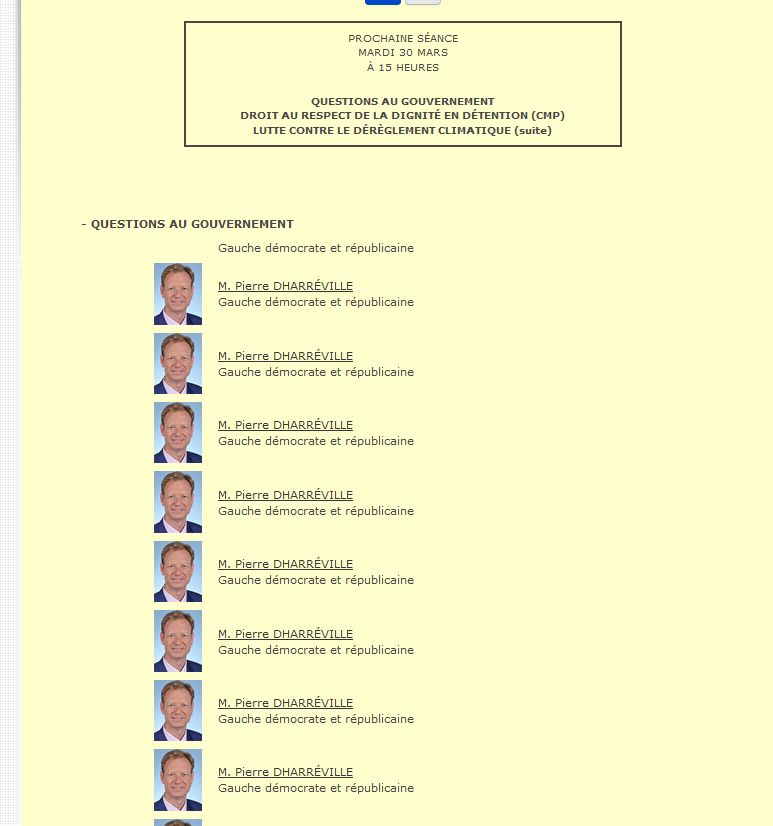 PROCHAINE SÉANCE
MARDI 30 MARS
À 15 HEURES
QUESTIONS AU GOUVERNEMENT
DROIT AU RESPECT DE LA DIGNITÉ EN DÉTENTION (CMP)
LUTTE CONTRE LE DÉRÈGLEMENT CLIMATIQUE (suite)
- QUESTIONS AU GOUVERNEMENT
Gauche démocrate et républicaine
M. Pierre DHARRÉVILLE
Gauche démocrate et républicaine
M. Pierre DHARRÉVILLE
Gauche démocrate et républicaine
M. Pierre DHARRÉVILLE
Gauche démocrate et républicaine
M. Pierre DHARRÉVILLE
Gauche démocrate et républicaine
M. Pierre DHARRÉVILLE
Gauche démocrate et républicaine
M. Pierre DHARRÉVILLE
Gauche démocrate et républicaine
M. Pierre DHARRÉVILLE
Gauche démocrate et républicaine
M. Pierre DHARRÉVILLE
Gauche démocrate et républicaine